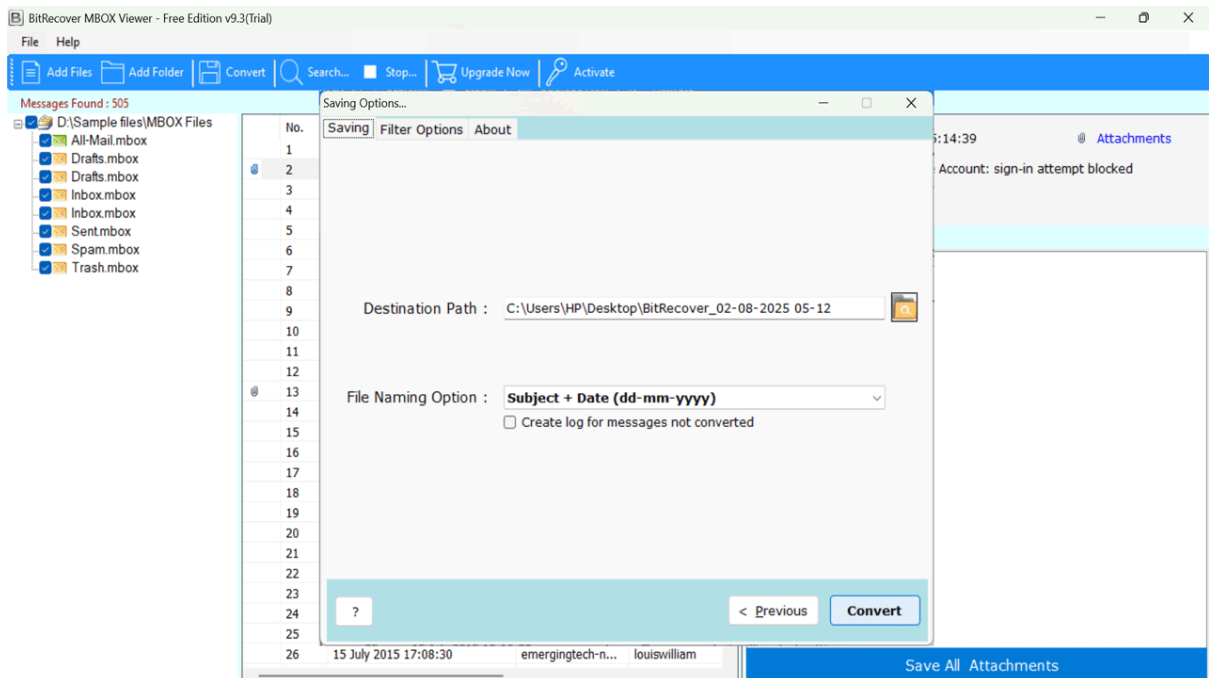 BitRecover MBOX Viewer - Free Edition v9.3(Trial)
File Help
Add Files Add Folder Convert Search... Stop... Upgrade Now Activate
Messages Found : 505
D:\Sample files\MBOX Files
All-Mail.mbox
Drafts.mbox
Drafts.mbox
Inbox.mbox
Inbox.mbox
Sent.mbox
Spam.mbox
Trash.mbox
No.
1
2
3
4
5
6
7
8
9
10
11
12
13
14
15
16
17
18
19
20
21
22
23
24
25
26 15 July 2015 17:08:30 emergingtech-n... louiswilliam
Saving Options...
Saving Filter Options About
Destination Path : C:\Users\HP\Desktop\BitRecover_02-08-2025 05-12
File Naming Option : Subject + Date (dd-mm-yyyy)
Create log for messages not converted
? < Previous Convert
:14:39 Attachments
Account: sign-in attempt blocked
Save All Attachments